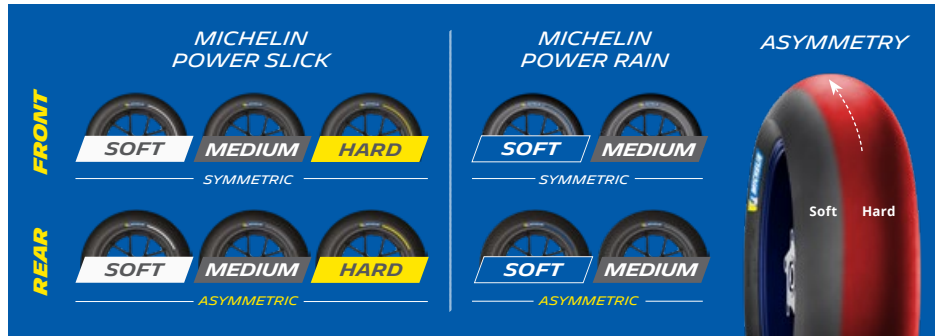 MICHELIN
POWER SLICK
MICHELIN
POWER RAIN
ASYMMETRY
FRONT
SOFT
MEDIUM
HARD
SYMMETRIC
SOFT
MEDIUM
SYMMETRIC
REAR
SOFT
MEDIUM
HARD
ASYMMETRIC
SOFT
MEDIUM
ASYMMETRIC
MICHELIN
Soft
Hard